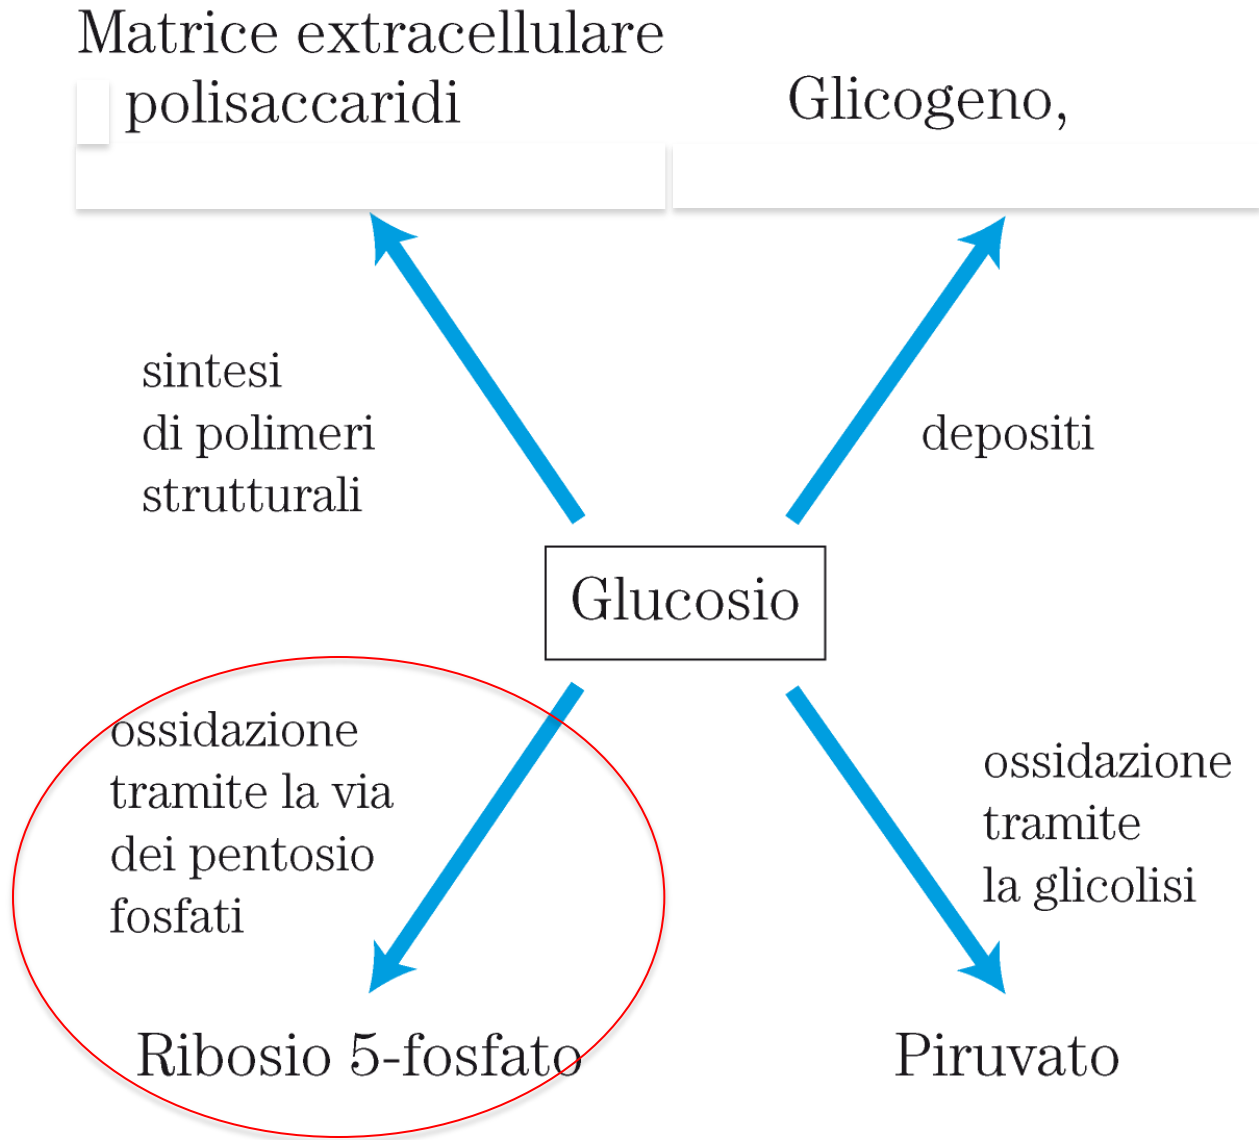 Matrice extracellulare
polisaccaridi
Glicogeno,
sintesi
di polimeri
strutturali
depositi
Glucosio
ossidazione
tramite la via
dei pentosio
fosfati
ossidazione
tramite
la glicolisi
Ribosio 5-fosfato
Piruvato